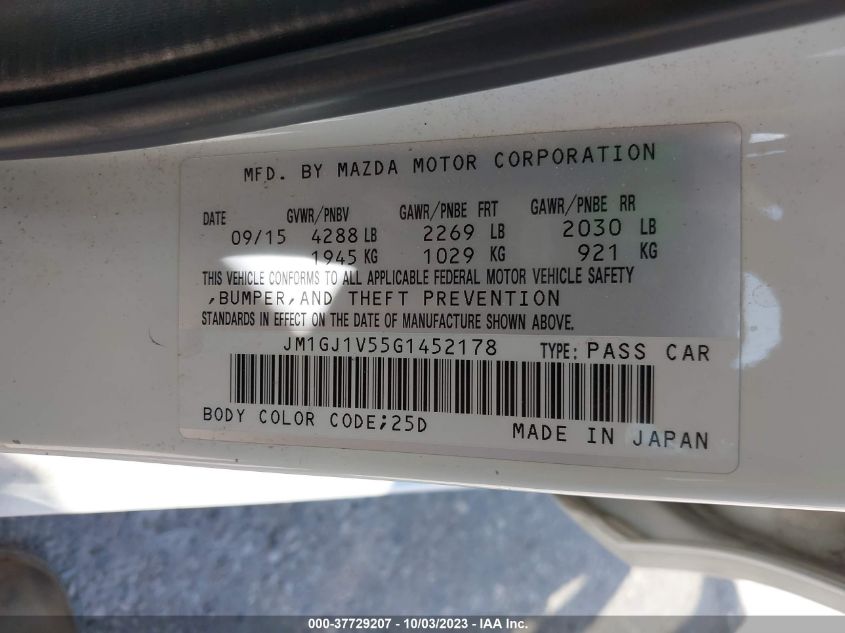 MFD. BY MAZDA MOTOR CORPORATION
DATE GVWR/PNBV GAWR/PNBE FRT GAWR/PNBE RR
09/15 4288 LB 2269 LB 2030 LB
1945 KG 1029 KG 921 KG
THIS VEHICLE CONFORMS TO ALL APPLICABLE FEDERAL MOTOR VEHICLE SAFETY
,BUMPER,AND THEFT PREVENTION
STANDARDS IN EFFECT ON THE DATE OF MANUFACTURE SHOWN ABOVE.
JM1GJ1V55G1452178 TYPE: PASS CAR
BODY COLOR CODE;25D
MADE IN JAPAN
000-37729207 - 10/03/2023 - IAAI.COM